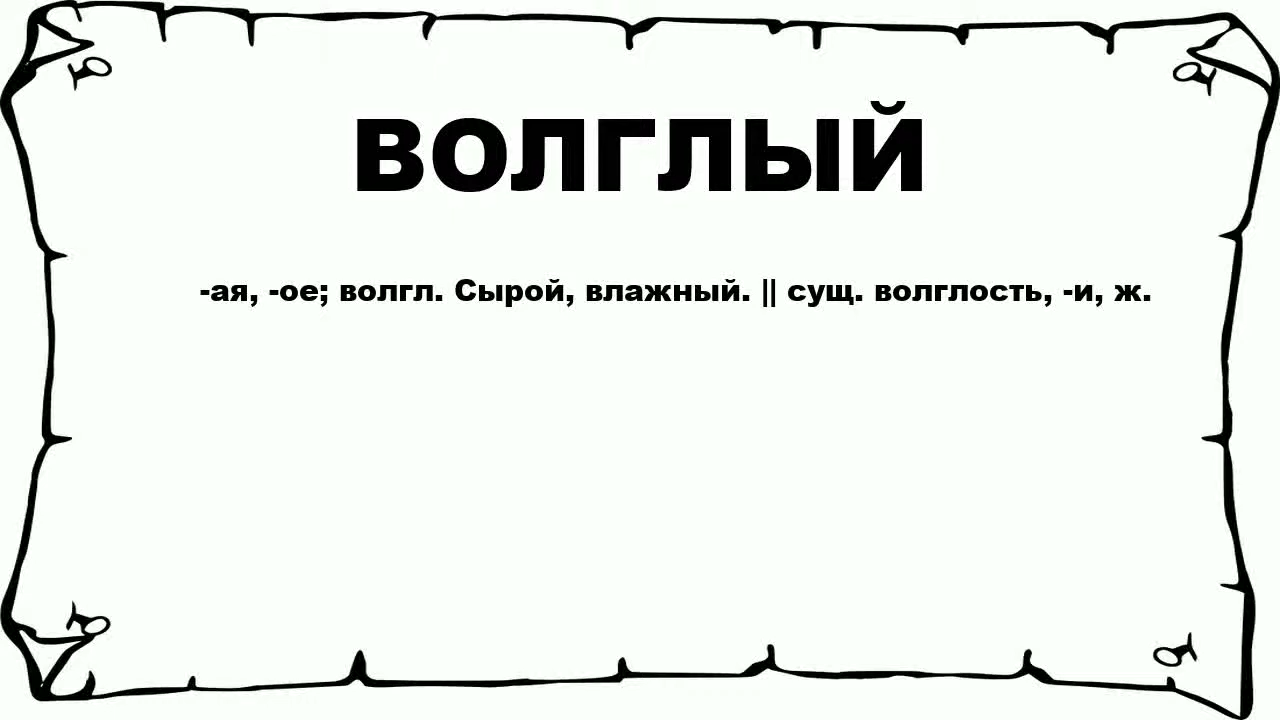 ВОЛГЛЫЙ
-ая, -ое; волгл. Сырой, влажный. || сущ. волглость, -и, ж.